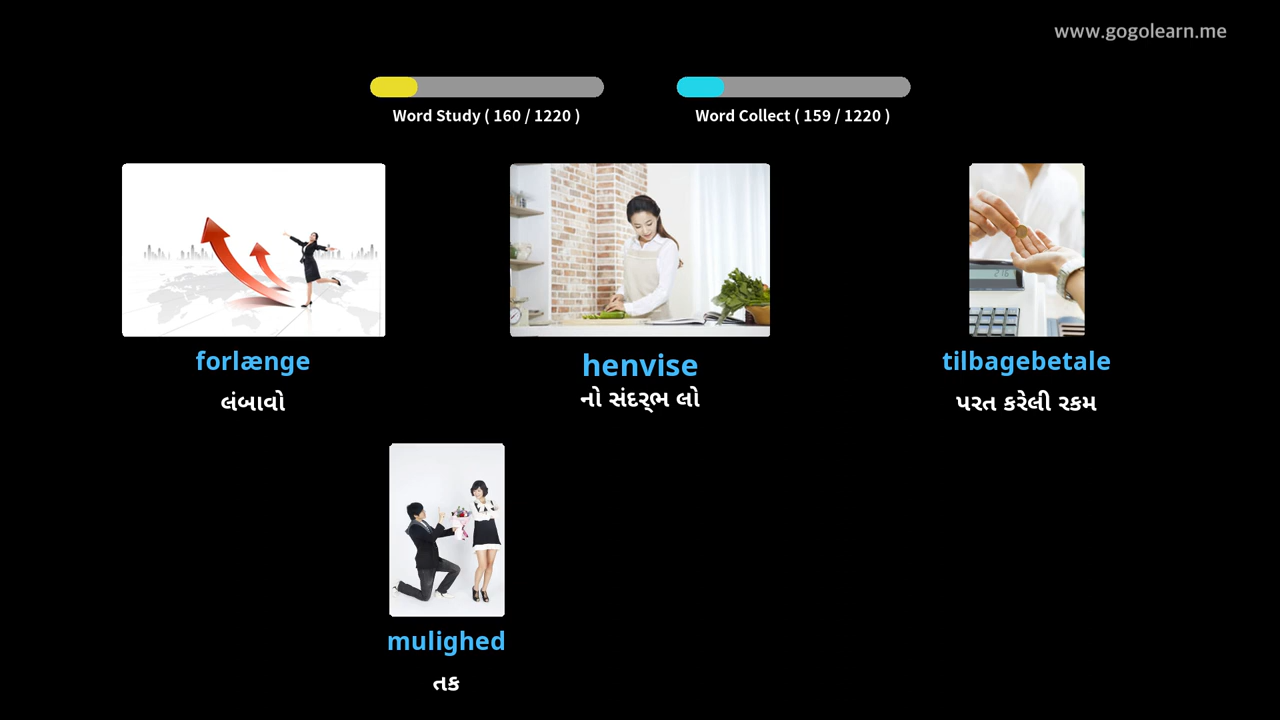 www.gogolearn.me
Word Study ( 160 / 1220 )
Word Collect ( 159 / 1220 )
forlænge
henvise
tilbagebetale
લંબાવો
નો સંદર્ભ લો
પરત કરેલી રકમ
mulighed
તક